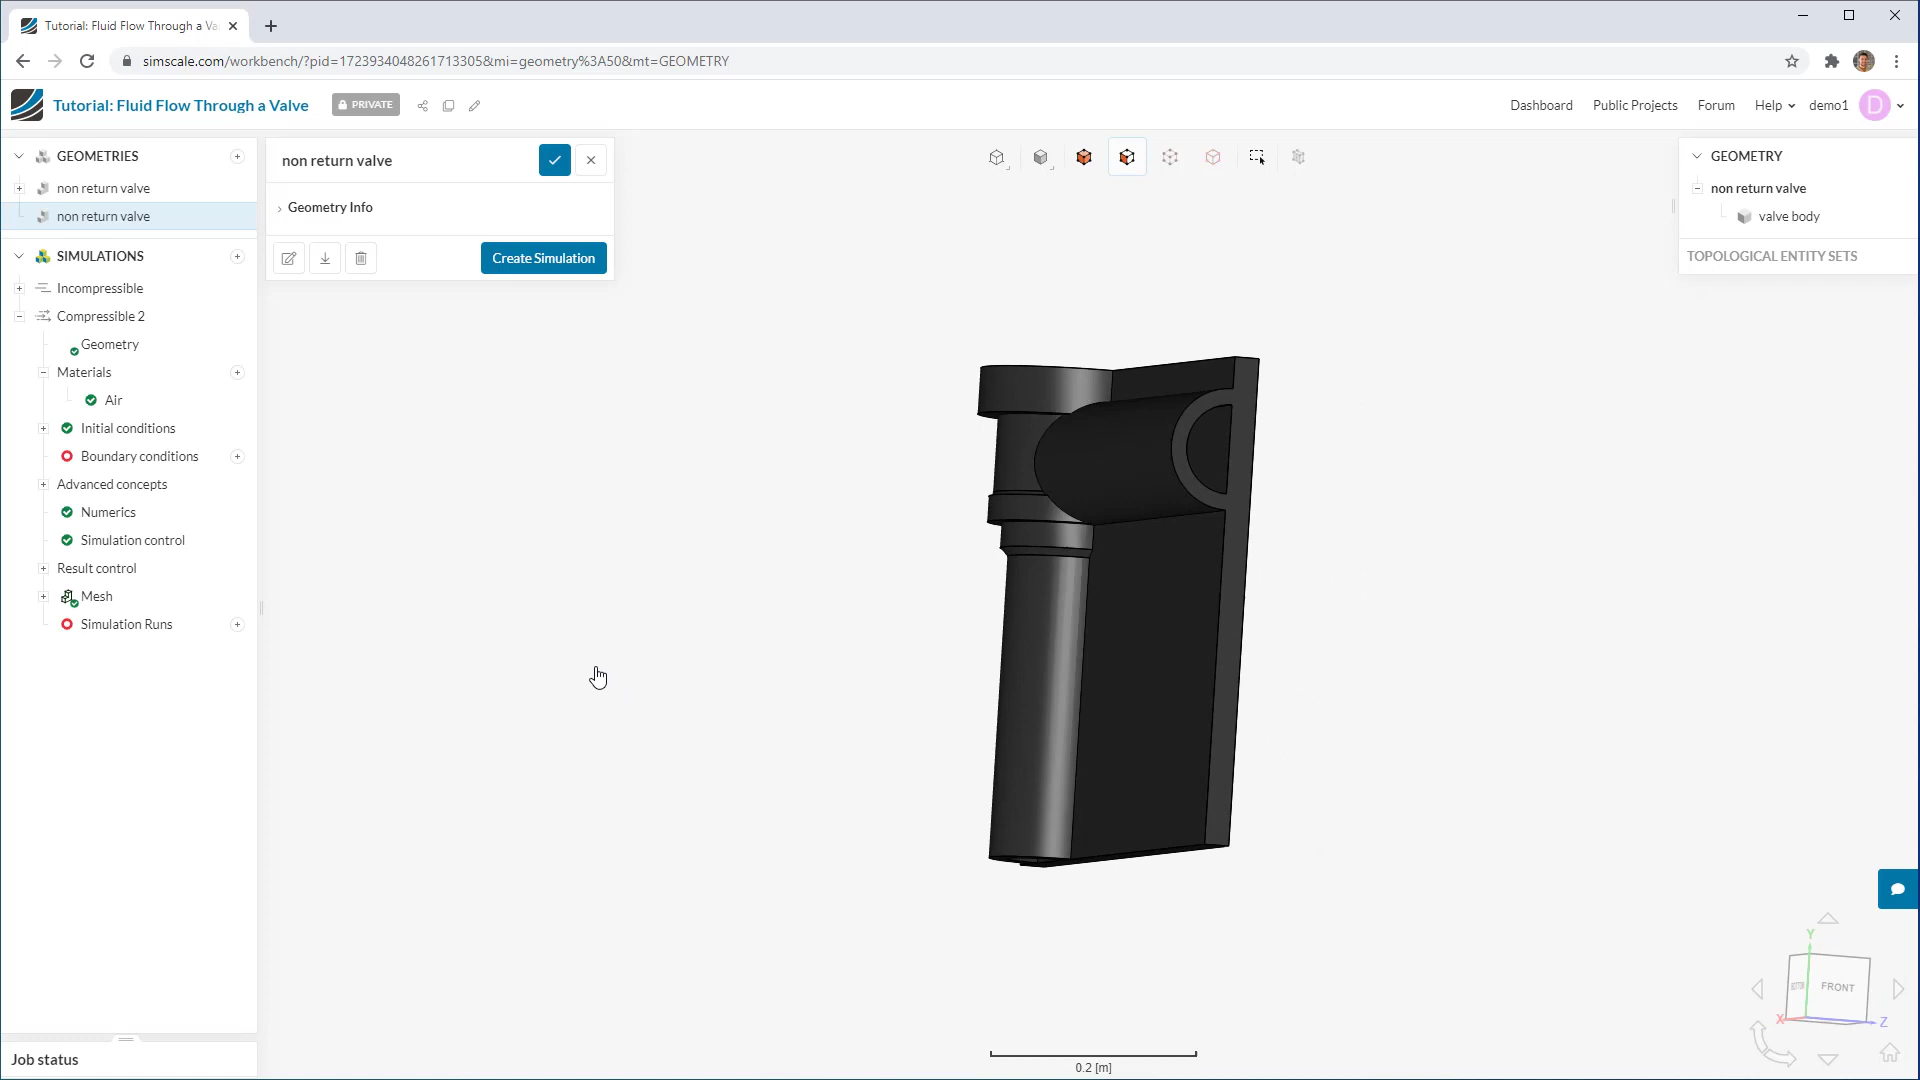 Tutorial: Fluid Flow Through a Va
simscale.com/workbench/?pid=1723934048261713305&mi=geometry%3A50&mt=GEOMETRY
Tutorial: Fluid Flow Through a Valve
PRIVATE
Dashboard
Public Projects
Forum
Help
demo1
D
GEOMETRIES
non return valve
non return valve
SIMULATIONS
Incompressible
Compressible 2
Geometry
Materials
Air
Initial conditions
Boundary conditions
Advanced concepts
Numerics
Simulation control
Result control
Mesh
Simulation Runs
Job status
non return valve
Geometry Info
Create Simulation
GEOMETRY
non return valve
valve body
TOPOLOGICAL ENTITY SETS
0.2 [m]
Y
BOTTOM
FRONT
X
Z